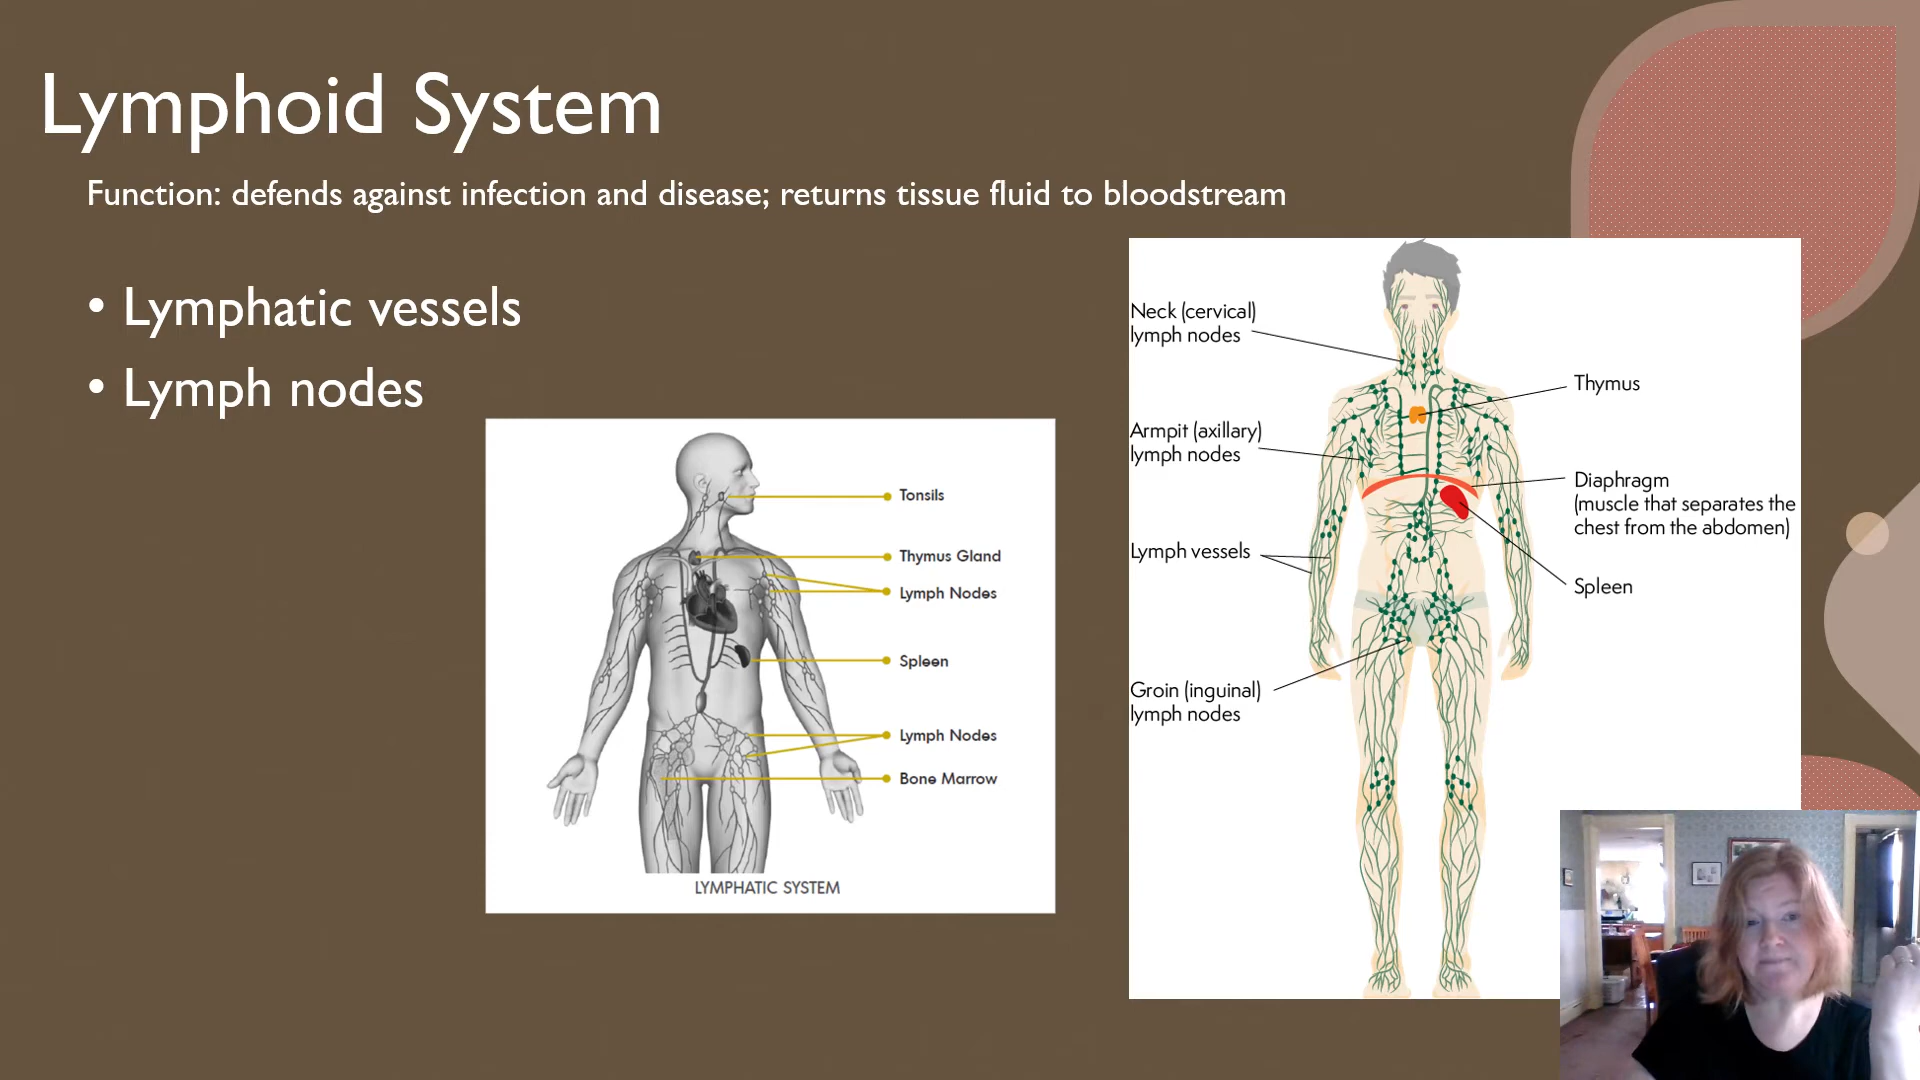 Lymphoid System
Function: defends against infection and disease; returns tissue fluid to bloodstream
• Lymphatic vessels
• Lymph nodes
Tonsils
Thymus Gland
Lymph Nodes
Spleen
Lymph Nodes
Bone Marrow
LYMPHATIC SYSTEM
Neck (cervical)
lymph nodes
Armpit (axillary)
lymph nodes
Lymph vessels
Groin (inguinal)
lymph nodes
Thymus
Diaphragm
(muscle that separates the
chest from the abdomen)
Spleen